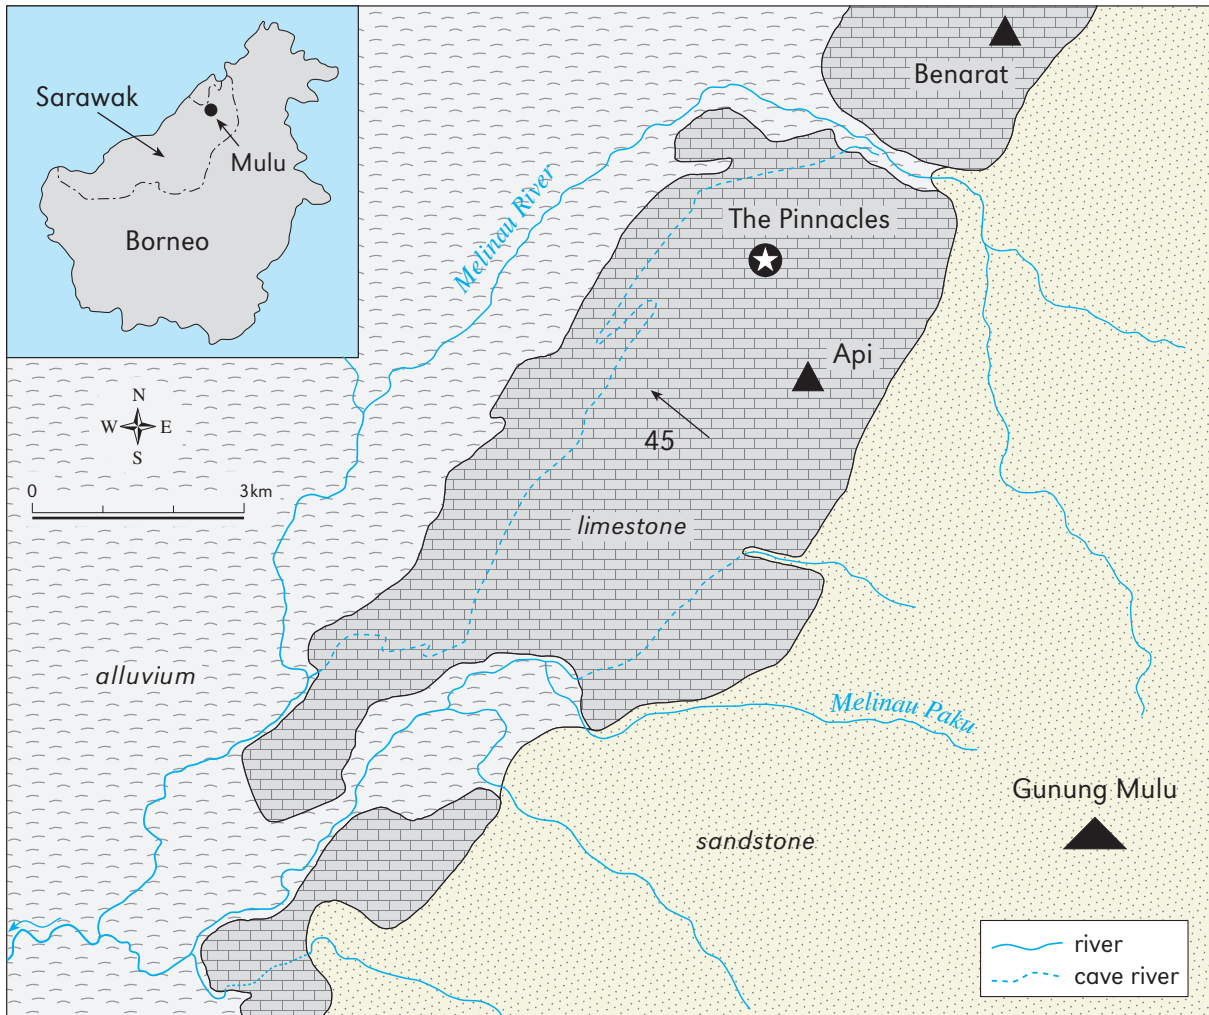 Sarawak
Mulu
Borneo
Benarat
Melinau River
The Pinnacles
Api
N
W E
S
45
0 3km
limestone
alluvium
Melinau Paku
Gunung Mulu
sandstone
river
cave river